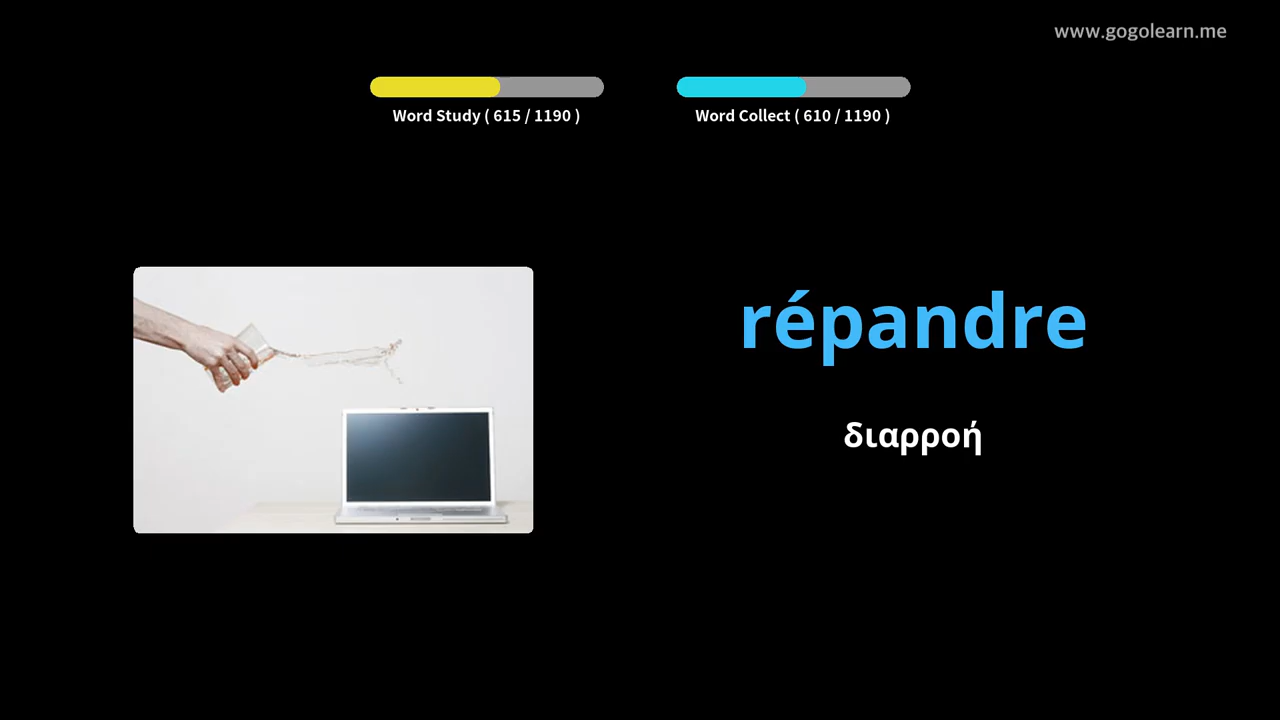 www.gogolearn.me
Word Study ( 615 / 1190 )
Word Collect ( 610 / 1190 )
répandre
διαρροή